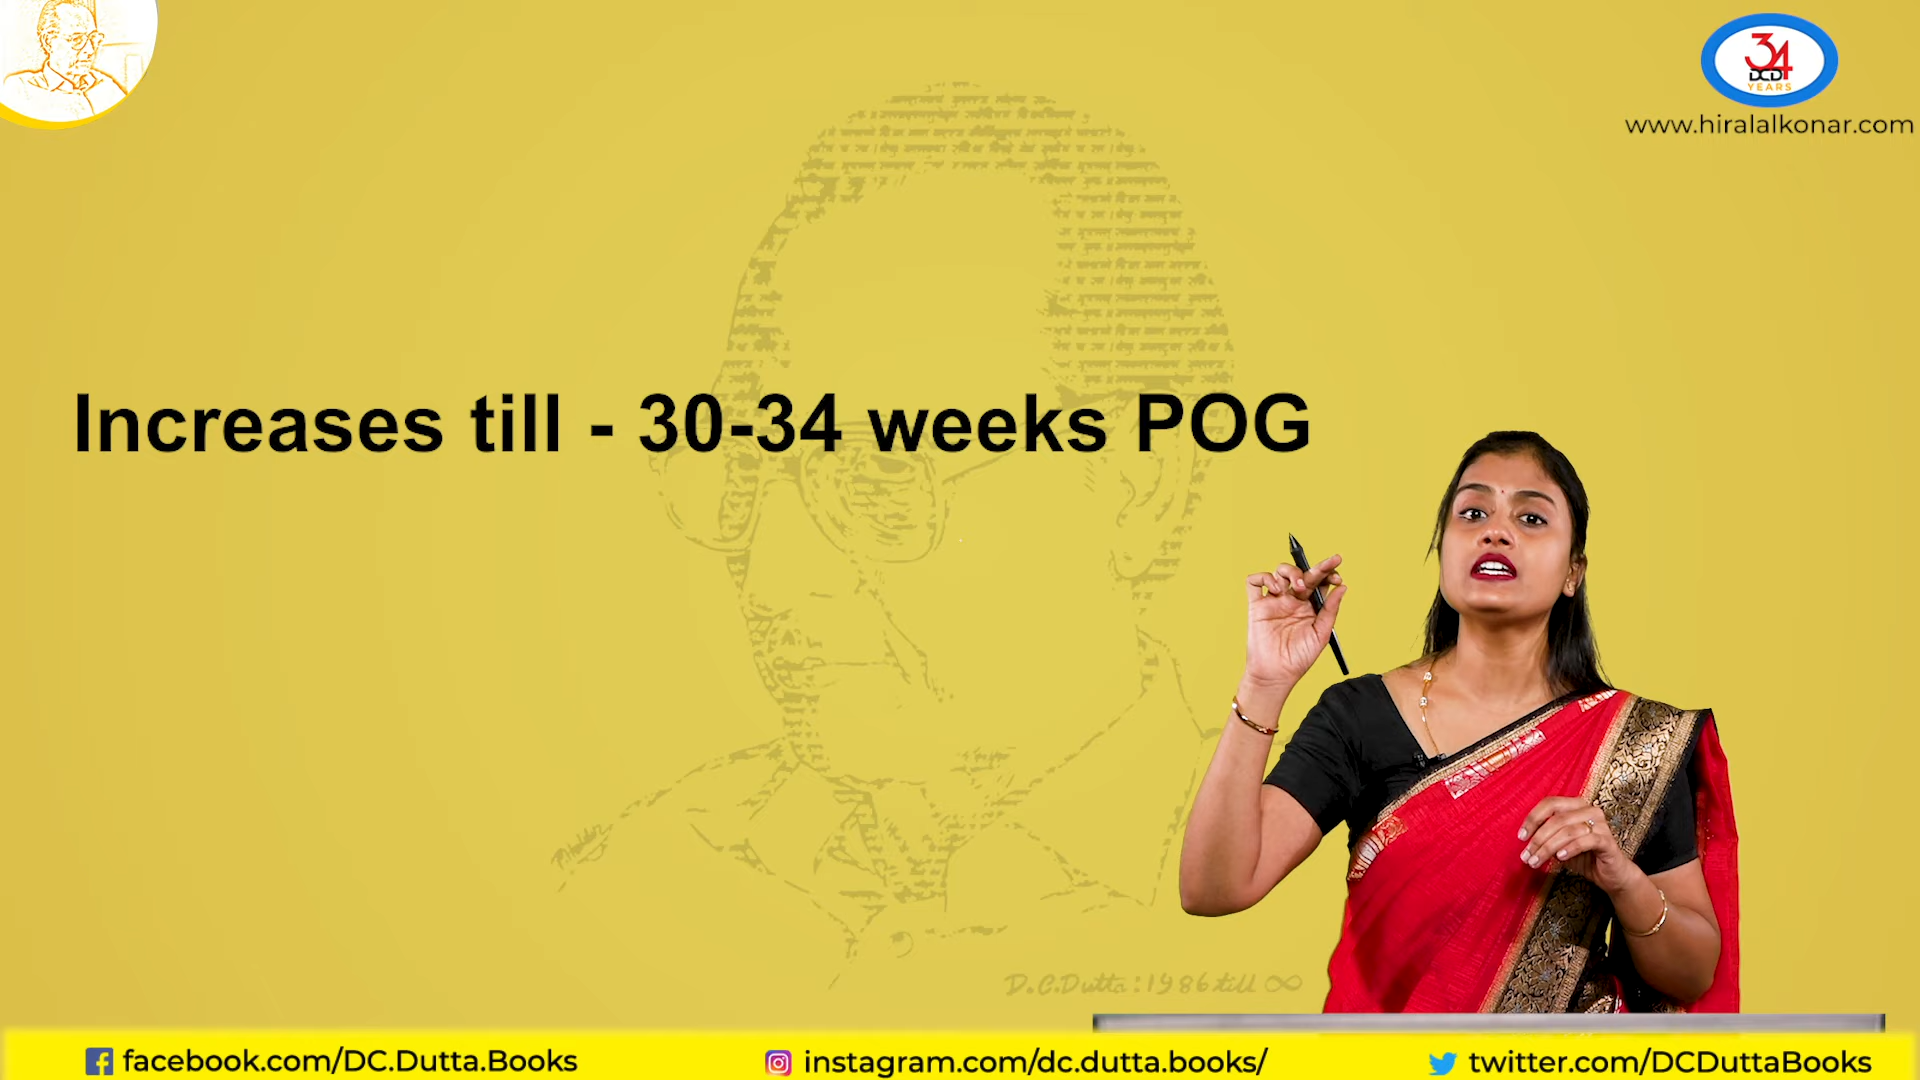 34
DCD
YEARS
www.hiralalkonar.com
Increases till - 30-34 weeks POG
D.C.Dutta:1986 till ∞
facebook.com/DC.Dutta.Books
instagram.com/dc.dutta.books/
twitter.com/DCDuttaBooks